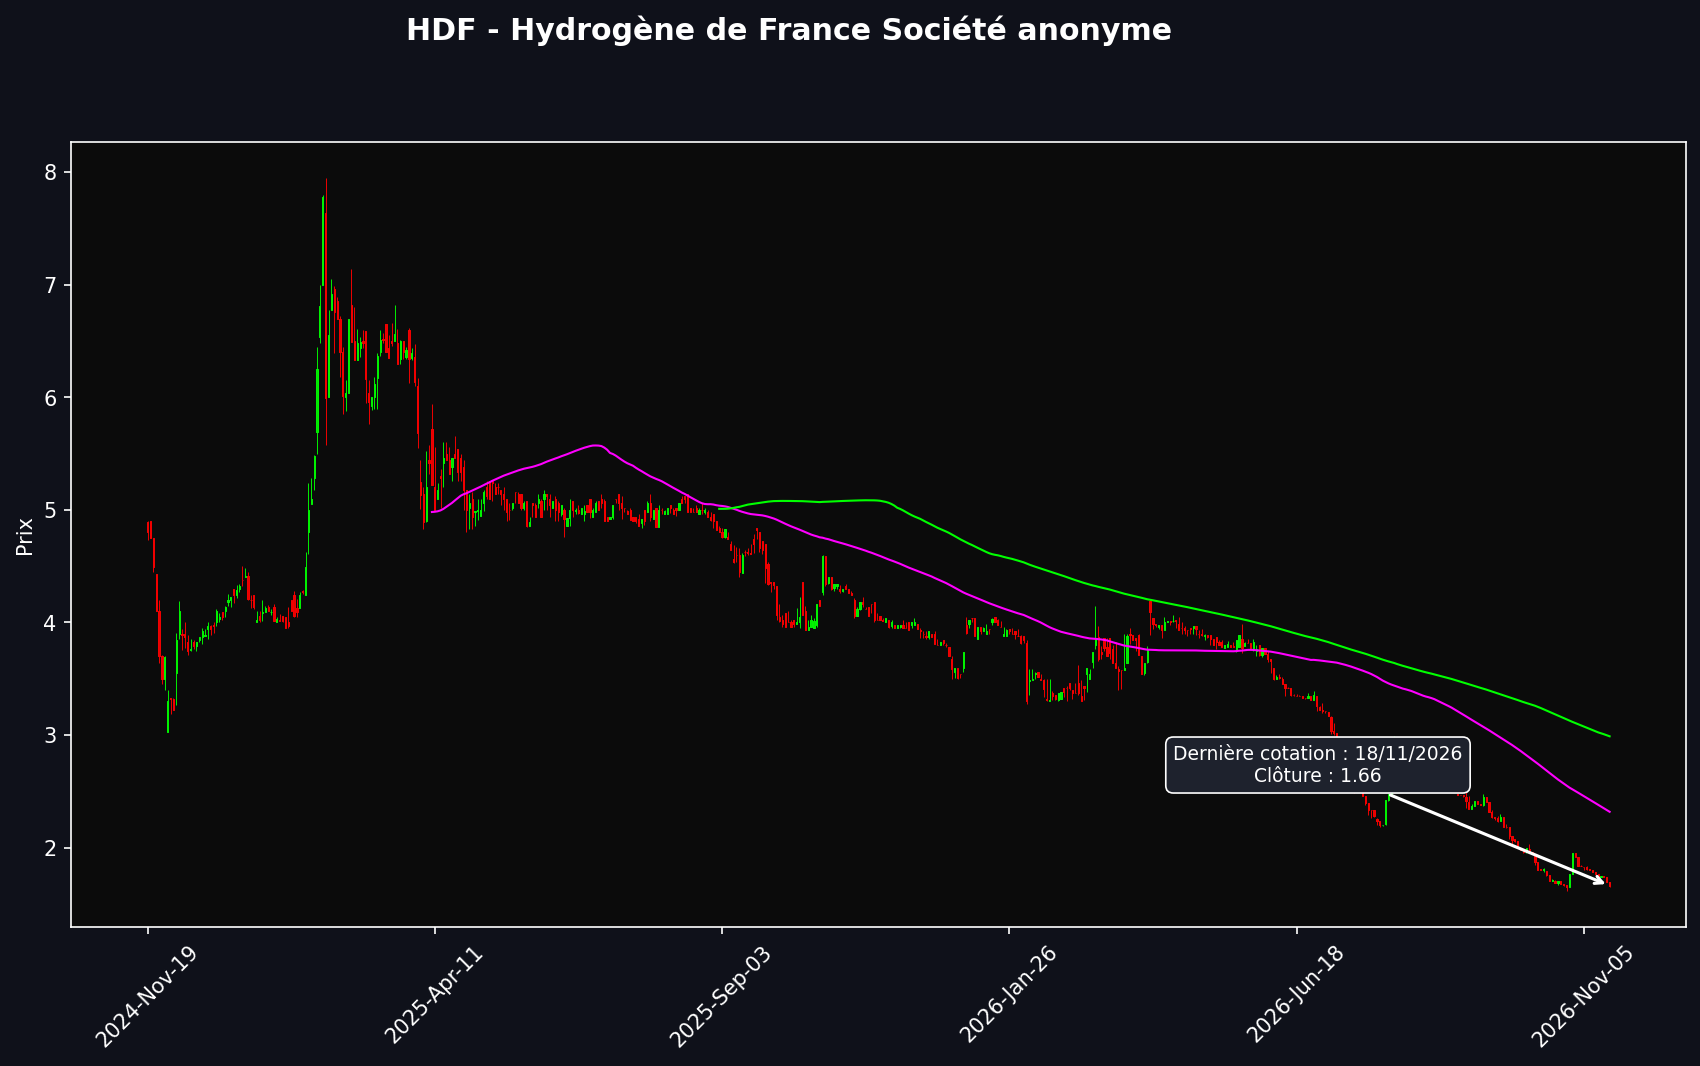 HDF - Hydrogène de France Société anonyme
Prix
8
7
6
5
4
3
2
Dernière cotation : 18/11/2026
Clôture : 1.66
2024-Nov-19
2025-Apr-11
2025-Sep-03
2026-Jan-26
2026-Jun-18
2026-Nov-05